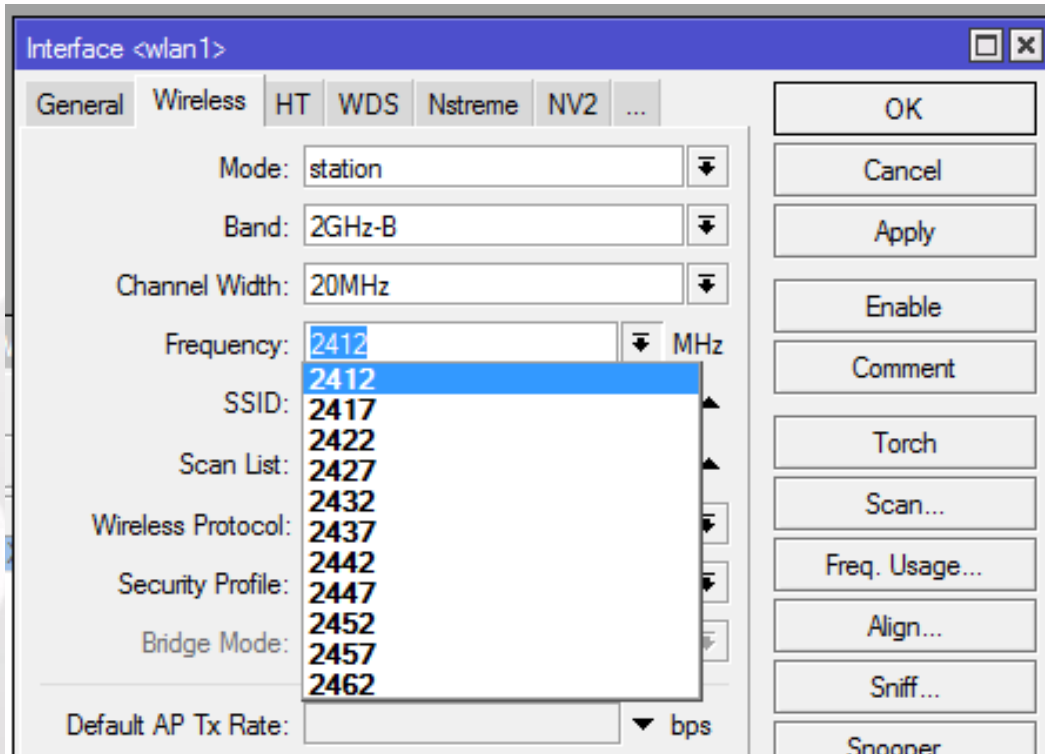 Interface <wlan1>
General Wireless HT WDS Nstreme NV2 ...
Mode: station
Band: 2GHz-B
Channel Width: 20MHz
Frequency: 2412 MHz
2412
2417
2422
2427
2432
2437
2442
2447
2452
2457
2462
SSID:
Scan List:
Wireless Protocol:
Security Profile:
Bridge Mode:
Default AP Tx Rate: bps
OK
Cancel
Apply
Enable
Comment
Torch
Scan...
Freq. Usage...
Align...
Sniff...
Snooper